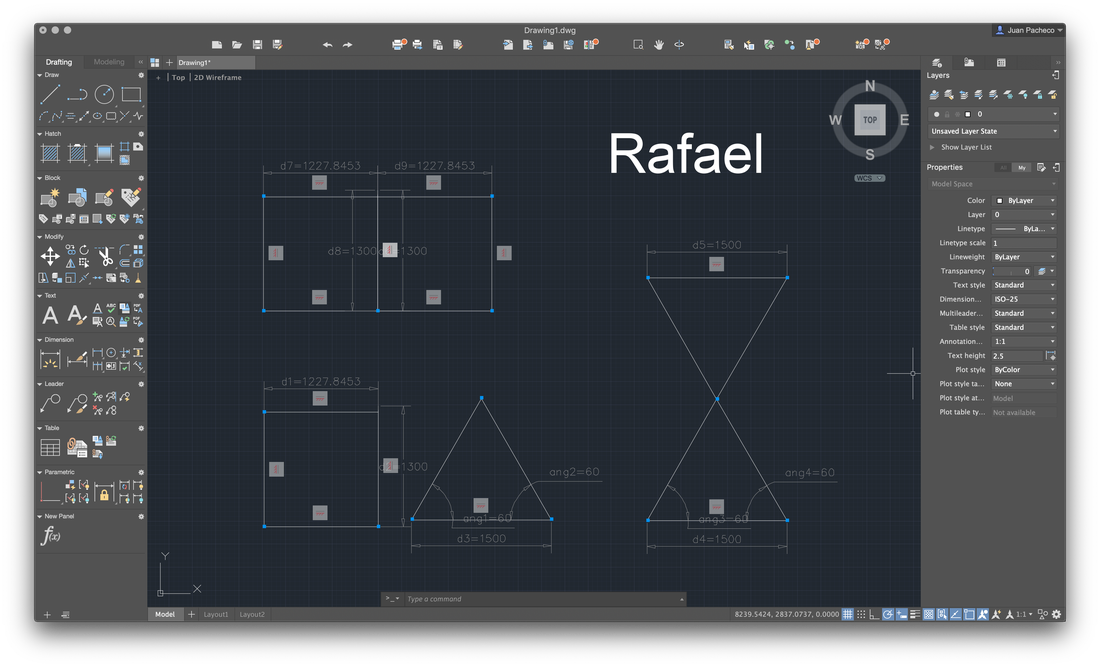 Drawing1.dwg
Juan Pacheco
Drafting Modeling
Drawing1*
Layers
Draw
+ | Top | 2D Wireframe
N
W TOP E
S
WCS
0
Unsaved Layer State
Show Layer List
Hatch
Rafael
Properties
All My
Model Space
Block
d7=1227.8453 d9=1227.8453
Color ByLayer
Layer 0
Linetype ByLa...
Linetype scale 1
Lineweight ByLayer
Transparency 0
Text style Standard
Dimension... ISO-25
Multileader... Standard
Table style Standard
Annotation... 1:1
Text height 2.5
Plot style ByColor
Plot style ta... None
Plot style at... Model
Plot table ty... Not available
Modify
d8=1300
=1300
d5=1500
Text
Dimension
Leader
d1=1227.8453
Table
=1300
ang2=60
ang4=60
Parametric
ang1=60
ang3=60
New Panel
f(x)
d3=1500
d4=1500
Y
X
>_ Type a command
Model + Layout1 Layout2
8239.5424, 2837.0737, 0.0000
1:1